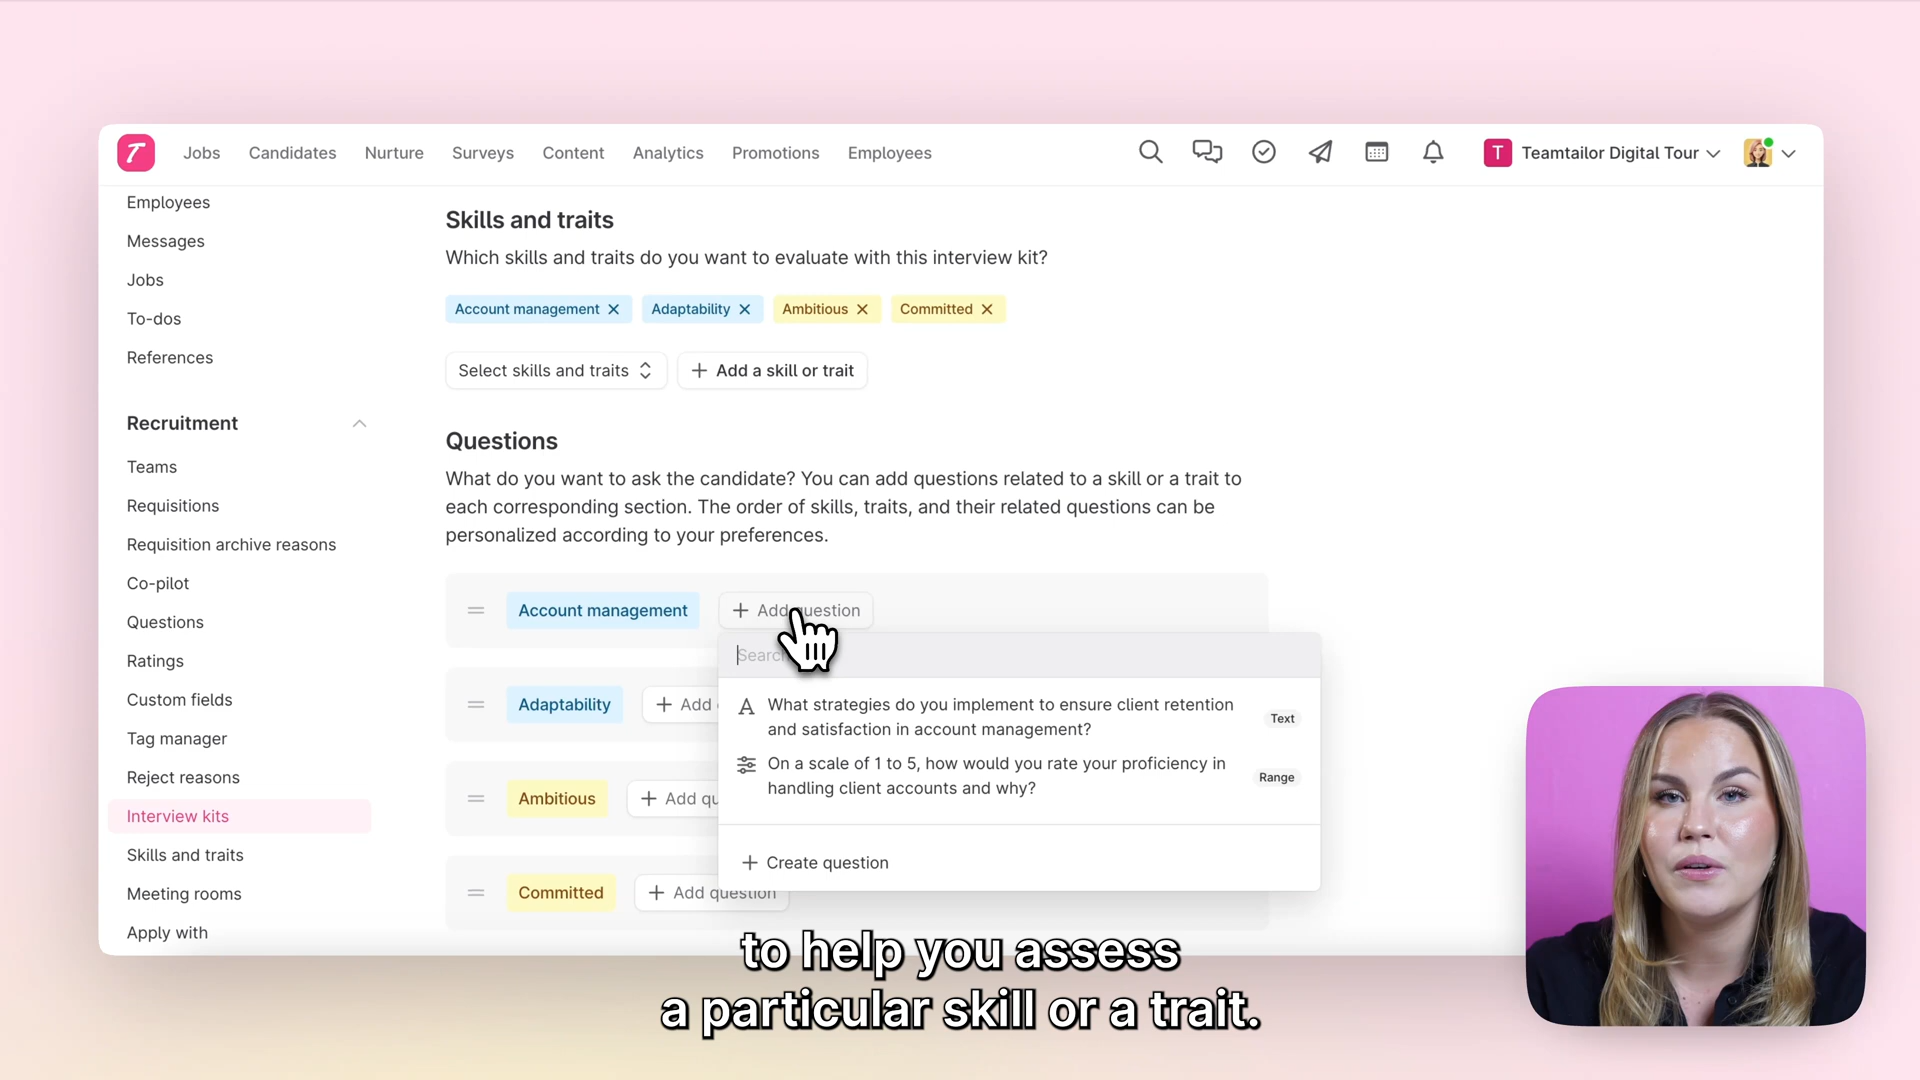 T
Jobs
Candidates
Nurture
Surveys
Content
Analytics
Promotions
Employees
T
Teamtailor Digital Tour
Employees
Messages
Jobs
To-dos
References
Recruitment
Teams
Requisitions
Requisition archive reasons
Co-pilot
Questions
Ratings
Custom fields
Tag manager
Reject reasons
Interview kits
Skills and traits
Meeting rooms
Apply with
Skills and traits
Which skills and traits do you want to evaluate with this interview kit?
Account management
Adaptability
Ambitious
Committed
Select skills and traits
Add a skill or trait
Questions
What do you want to ask the candidate? You can add questions related to a skill or a trait to
each corresponding section. The order of skills, traits, and their related questions can be
personalized according to your preferences.
Account management
Add question
Adaptability
Add
Ambitious
Add qu
Committed
Add question
What strategies do you implement to ensure client retention
and satisfaction in account management?
Text
On a scale of 1 to 5, how would you rate your proficiency in
handling client accounts and why?
Range
Create question
to help you assess
a particular skill or a trait.